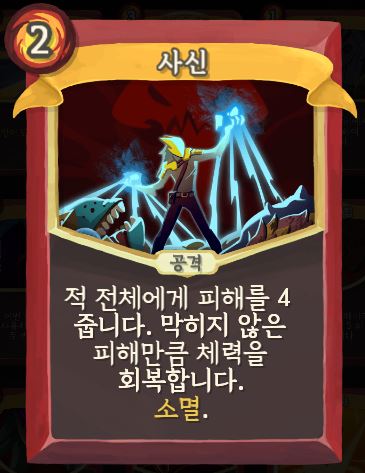 2
사신
공격
적 전체에게 피해를 4
줍니다. 막히지 않은
피해만큼 체력을
회복합니다.
소멸.